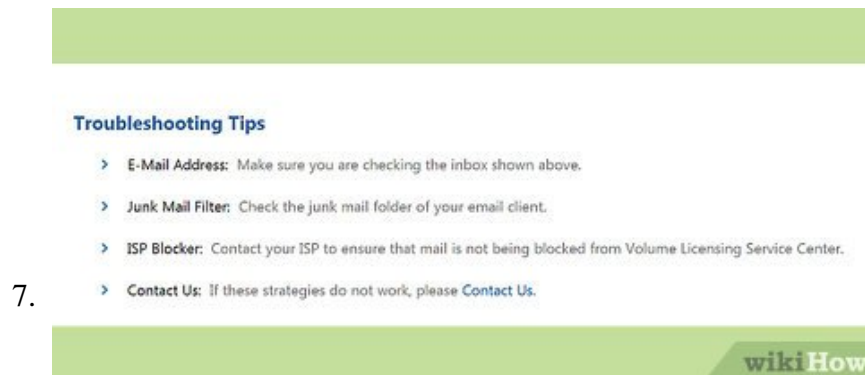 Troubleshooting Tips
> E-Mail Address: Make sure you are checking the inbox shown above.
> Junk Mail Filter: Check the junk mail folder of your email client.
> ISP Blocker: Contact your ISP to ensure that mail is not being blocked from Volume Licensing Service Center.
7. > Contact Us: If these strategies do not work, please Contact Us.
wikiHow